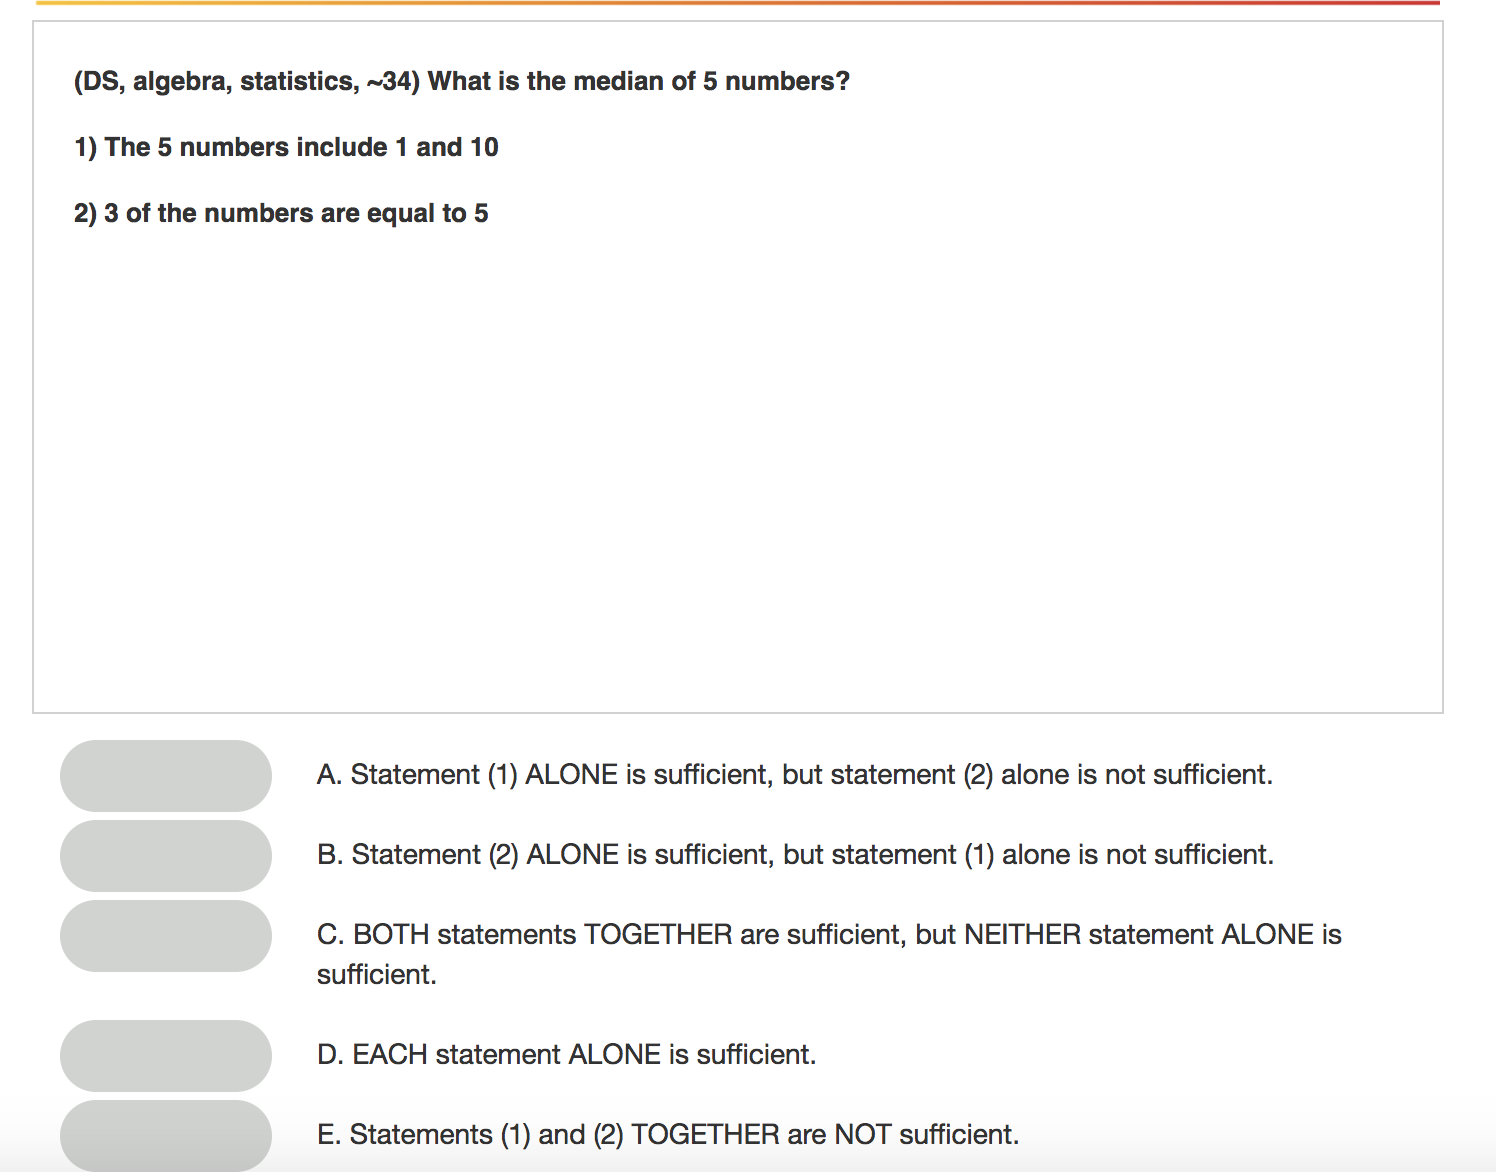 (DS, algebra, statistics, ~34) What is the median of 5 numbers?
1) The 5 numbers include 1 and 10
2) 3 of the numbers are equal to 5
A. Statement (1) ALONE is sufficient, but statement (2) alone is not sufficient.
B. Statement (2) ALONE is sufficient, but statement (1) alone is not sufficient.
C. BOTH statements TOGETHER are sufficient, but NEITHER statement ALONE is
sufficient.
D. EACH statement ALONE is sufficient.
E. Statements (1) and (2) TOGETHER are NOT sufficient.